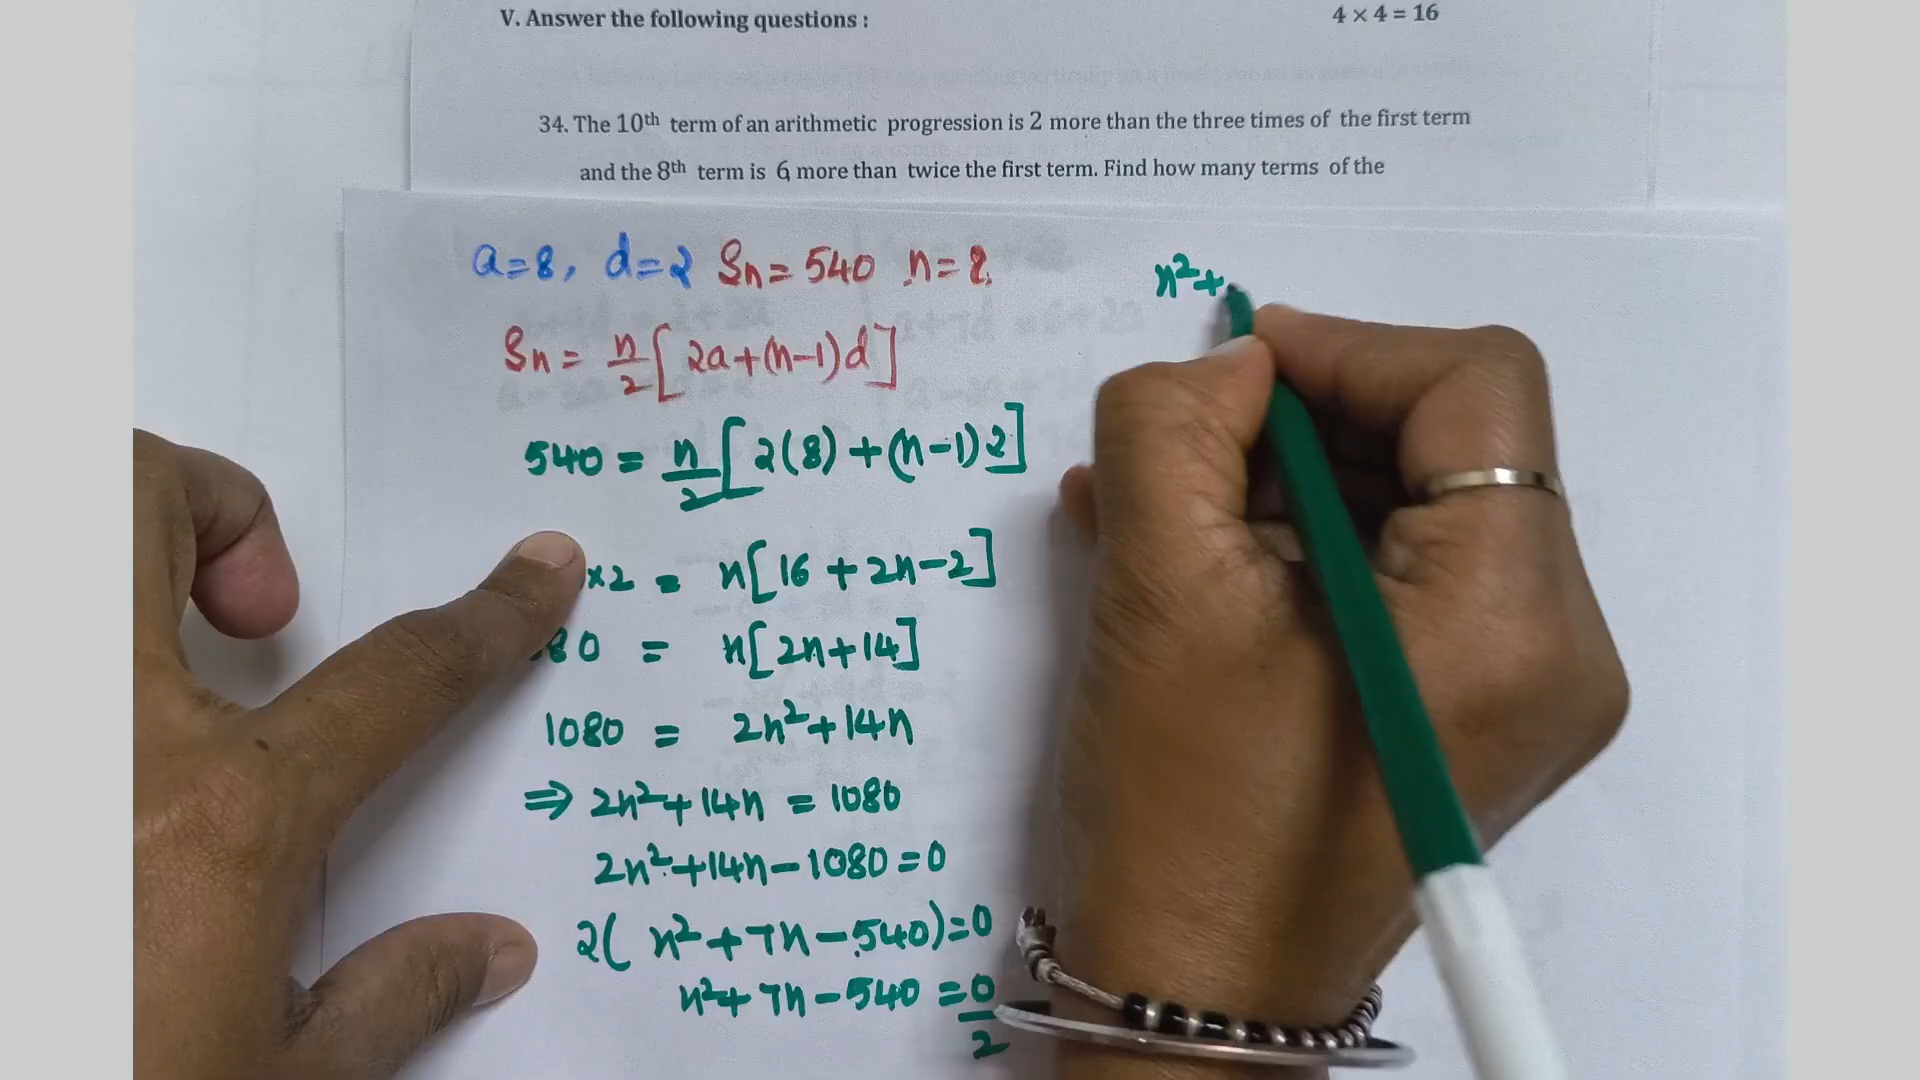 V. Answer the following questions :
4 × 4 = 16
34. The 10th term of an arithmetic progression is 2 more than the three times of the first term
and the 8th term is 6 more than twice the first term. Find how many terms of the
a=8, d=2 Sn=540 n=?
n²+
Sn = n/2 [2a+(n-1)d]
540 = n/2 [2(8)+(n-1)2]
×2 = n[16+2n-2]
80 = n[2n+14]
1080 = 2n²+14n
⇒ 2n²+14n = 1080
2n²+14n-1080=0
2(n²+7n-540)=0
n²+7n-540=0/2